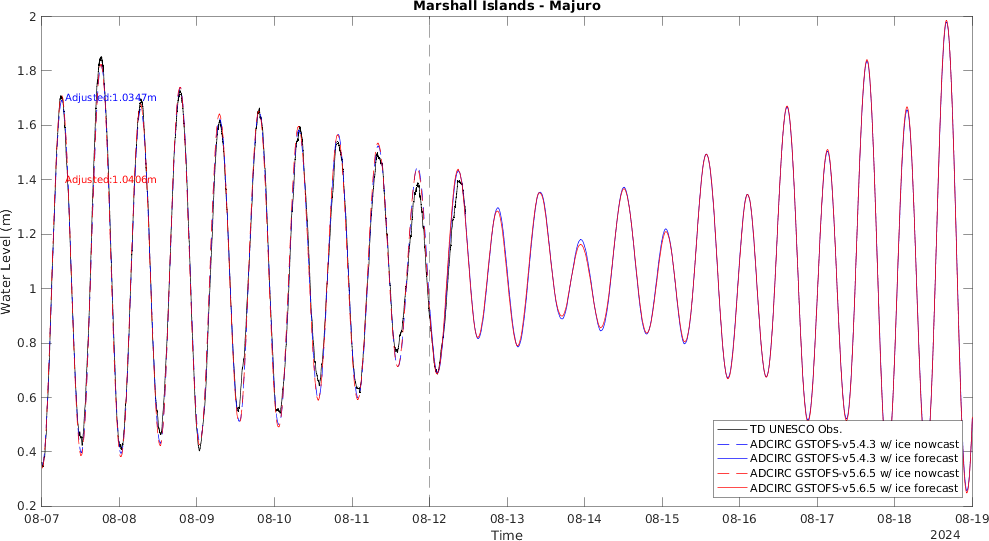 Marshall Islands - Majuro
2
1.8
Adjusted:1.0347m
1.6
1.4
Adjusted:1.0406m
1.2
Water Level (m)
1
0.8
0.6
0.4
0.2
TD UNESCO Obs.
ADCIRC GSTOFS-v5.4.3 w/ ice nowcast
ADCIRC GSTOFS-v5.4.3 w/ ice forecast
ADCIRC GSTOFS-v5.6.5 w/ ice nowcast
ADCIRC GSTOFS-v5.6.5 w/ ice forecast
08-07 08-08 08-09 08-10 08-11 08-12 08-13 08-14 08-15 08-16 08-17 08-18 08-19
Time
2024